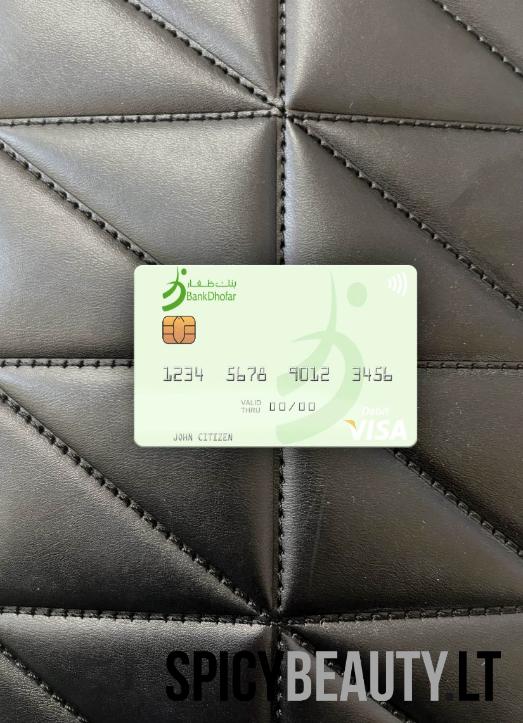 بنك ظفار
BankDhofar
1234 5678 9012 3456
VALID
THRU 00/00
Debit
VISA
JOHN CITIZEN
SPICYBEAUTY.LT